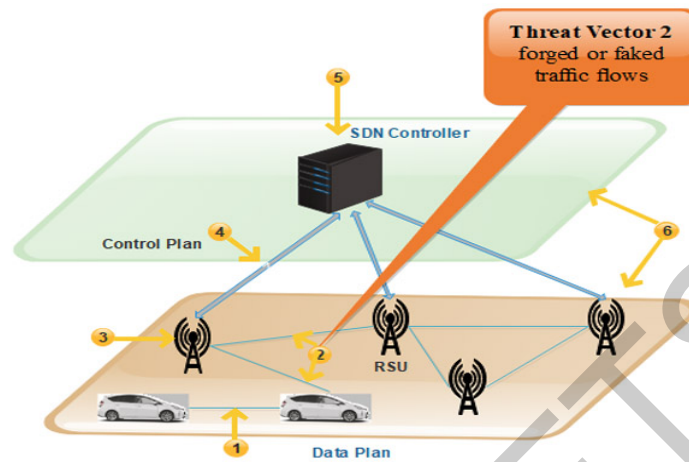 Threat Vector 2
forged or faked
traffic flows
5
SDN Controller
4
Control Plan
6
3
2
RSU
1
Data Plan